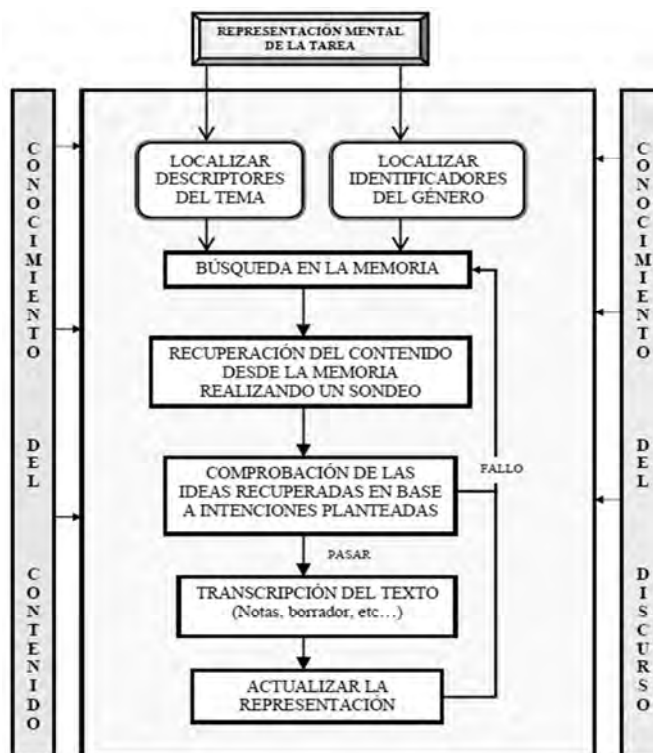 REPRESENTACIÓN MENTAL
DE LA TAREA
CONOCIMIENTO DEL CONTENIDO
LOCALIZAR
DESCRIPTORES
DEL TEMA
LOCALIZAR
IDENTIFICADORES
DEL GÉNERO
BÚSQUEDA EN LA MEMORIA
RECUPERACIÓN DEL CONTENIDO
DESDE LA MEMORIA
REALIZANDO UN SONDEO
COMPROBACIÓN DE LAS
IDEAS RECUPERADAS EN BASE
A INTENCIONES PLANTEADAS
FALLO
PASAR
TRANSCRIPCIÓN DEL TEXTO
(Notas, borrador, etc…)
ACTUALIZAR LA
REPRESENTACIÓN
CONOCIMIENTO DEL DISCURSO